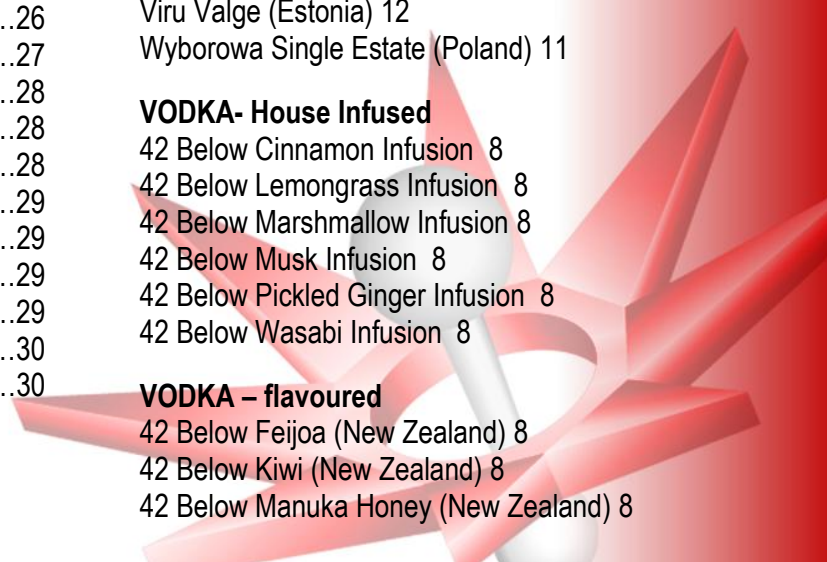 ..26
..27
..28
..28
..28
..29
..29
..29
..29
..30
..30
Viru Valge (Estonia) 12
Wyborowa Single Estate (Poland) 11
VODKA- House Infused
42 Below Cinnamon Infusion 8
42 Below Lemongrass Infusion 8
42 Below Marshmallow Infusion 8
42 Below Musk Infusion 8
42 Below Pickled Ginger Infusion 8
42 Below Wasabi Infusion 8
VODKA – flavoured
42 Below Feijoa (New Zealand) 8
42 Below Kiwi (New Zealand) 8
42 Below Manuka Honey (New Zealand) 8